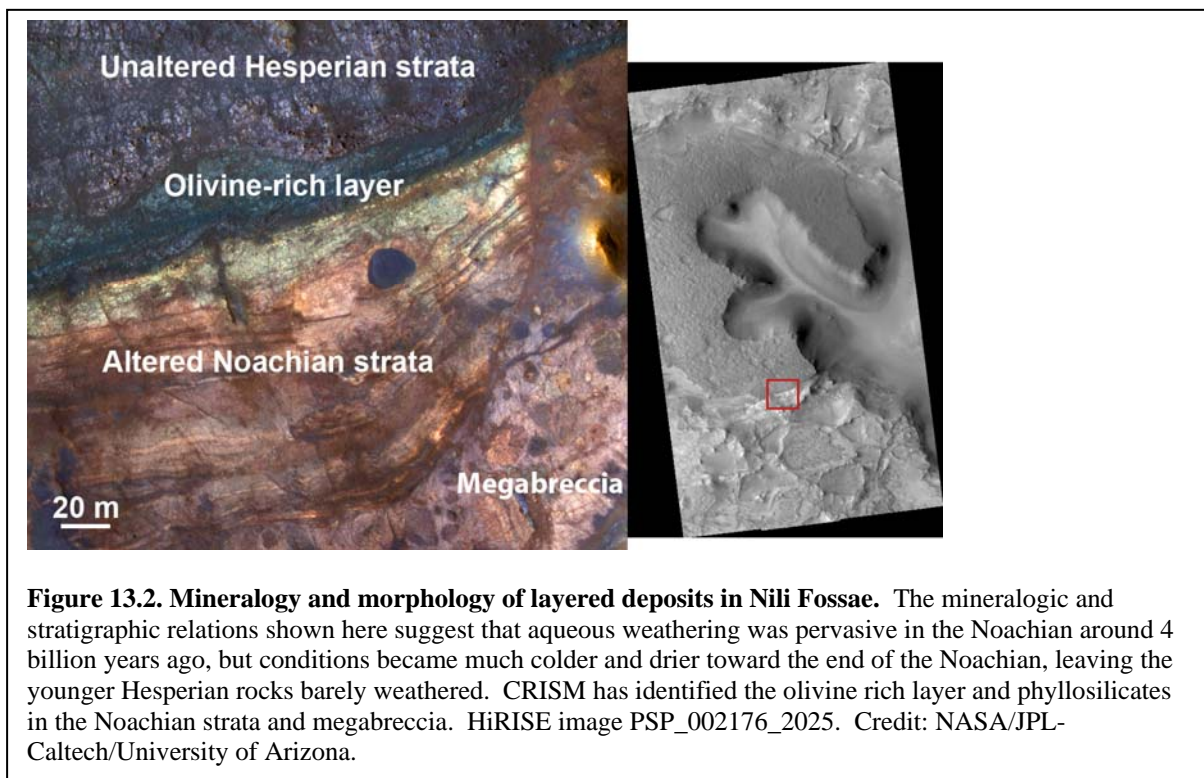 Unaltered Hesperian strata
Olivine-rich layer
Altered Noachian strata
Megabreccia
20 m
Figure 13.2. Mineralogy and morphology of layered deposits in Nili Fossae. The mineralogic and
stratigraphic relations shown here suggest that aqueous weathering was pervasive in the Noachian around 4
billion years ago, but conditions became much colder and drier toward the end of the Noachian, leaving the
younger Hesperian rocks barely weathered. CRISM has identified the olivine rich layer and phyllosilicates
in the Noachian strata and megabreccia. HiRISE image PSP_002176_2025. Credit: NASA/JPL-
Caltech/University of Arizona.